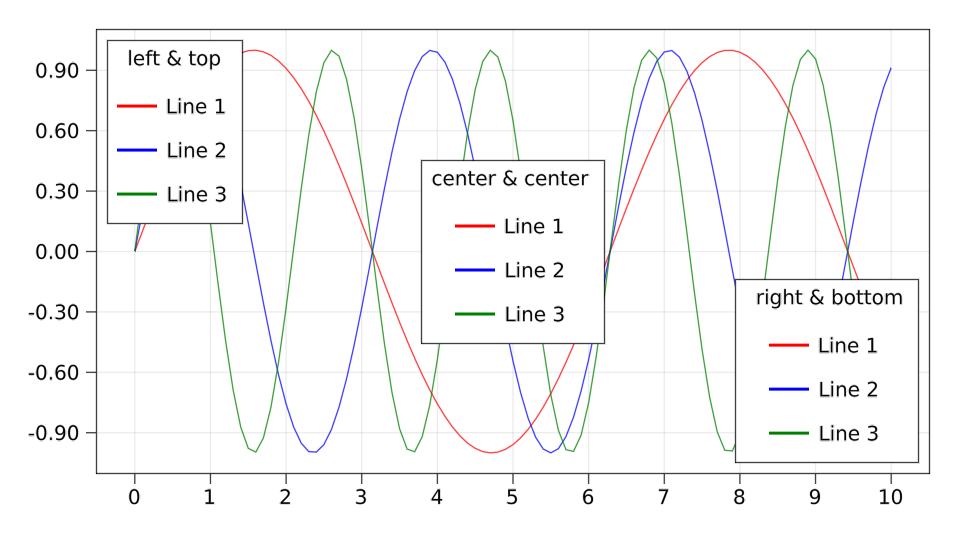 left & top
Line 1
Line 2
Line 3
center & center
Line 1
Line 2
Line 3
right & bottom
Line 1
Line 2
Line 3
0.90
0.60
0.30
0.00
-0.30
-0.60
-0.90
0 1 2 3 4 5 6 7 8 9 10